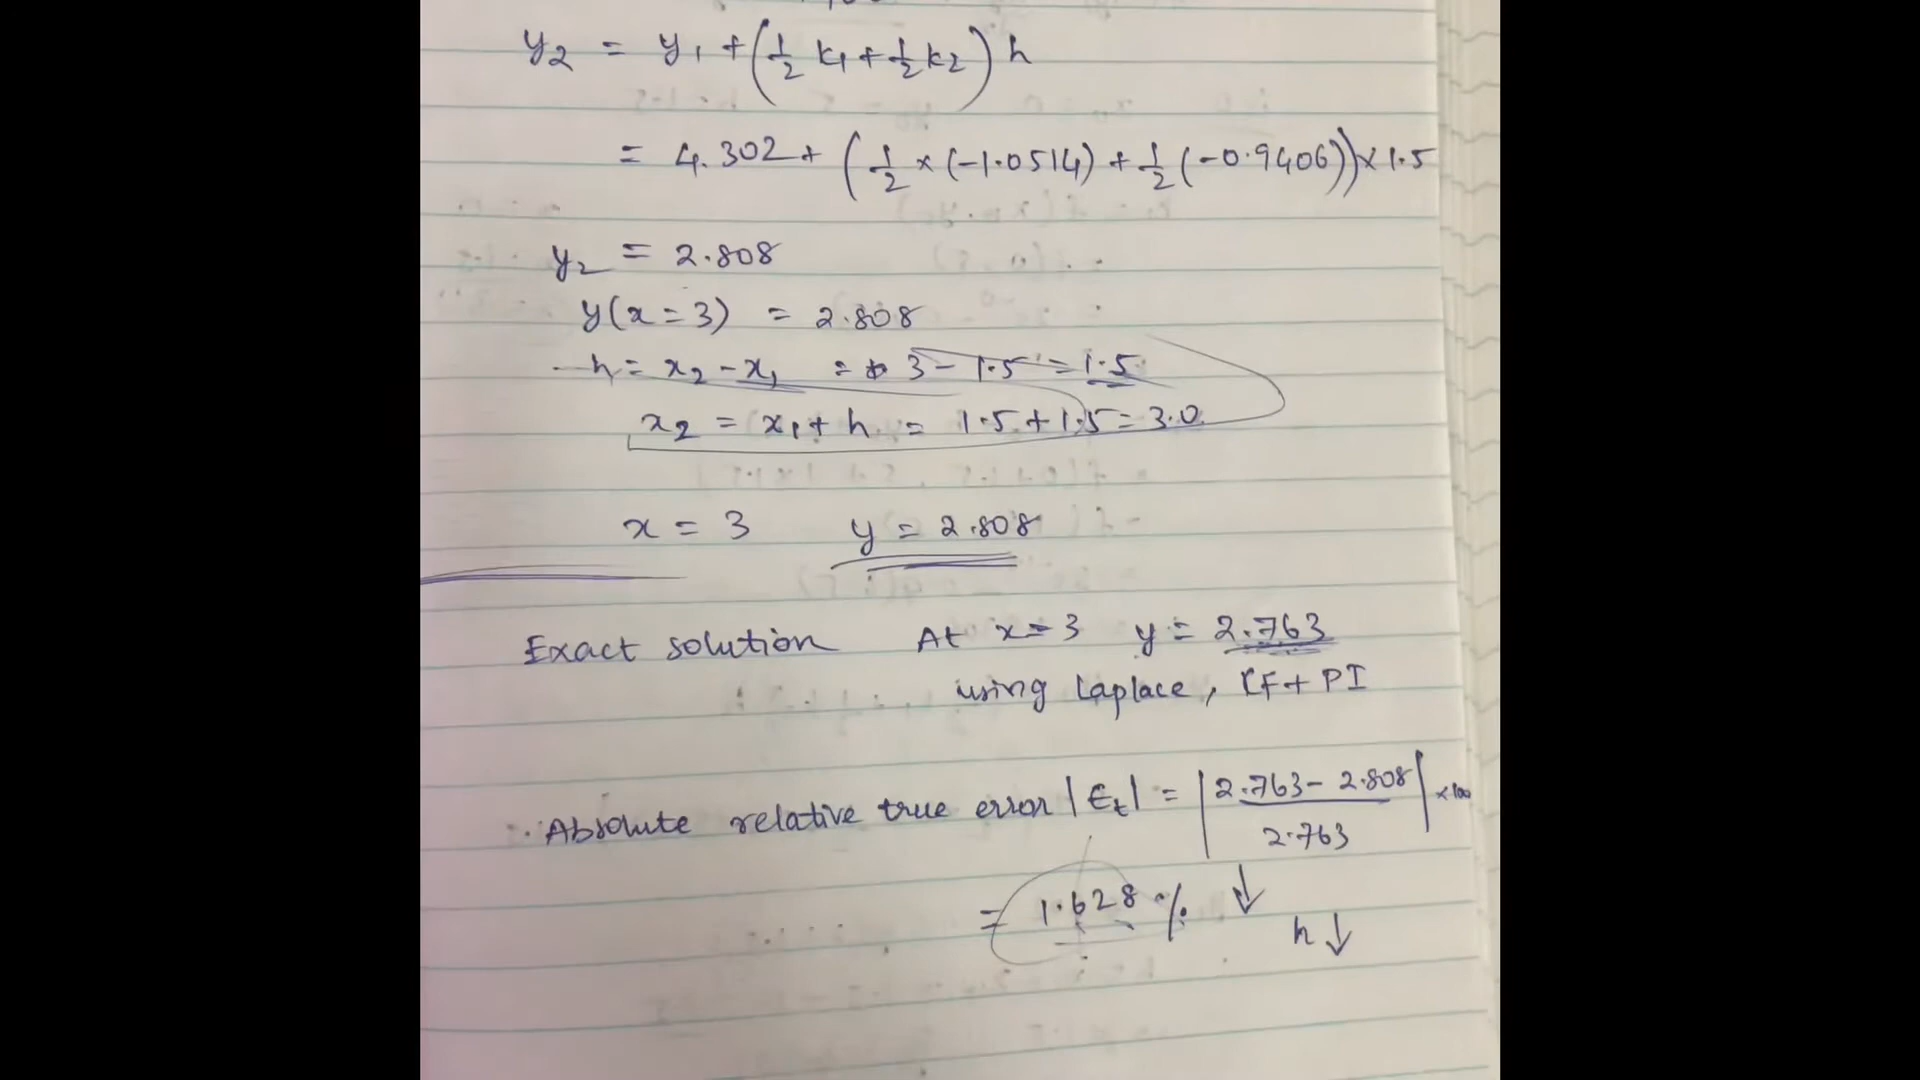 y₂ = y₁ + (1/2 k₁ + 1/2 k₂) h
= 4.302 + (1/2 × (-1.0514) + 1/2 (-0.9406)) × 1.5
y₂ = 2.808
y(x = 3) = 2.808
h = x₂ - x₁ = 3 - 1.5 = 1.5
x₂ = x₁ + h = 1.5 + 1.5 = 3.0
x = 3 y = 2.808
Exact solution At x = 3 y = 2.763
using Laplace, CF + PI
Absolute relative true error |Єt| = |2.763 - 2.808 / 2.763| × 100
= 1.628 % ↓
h ↓